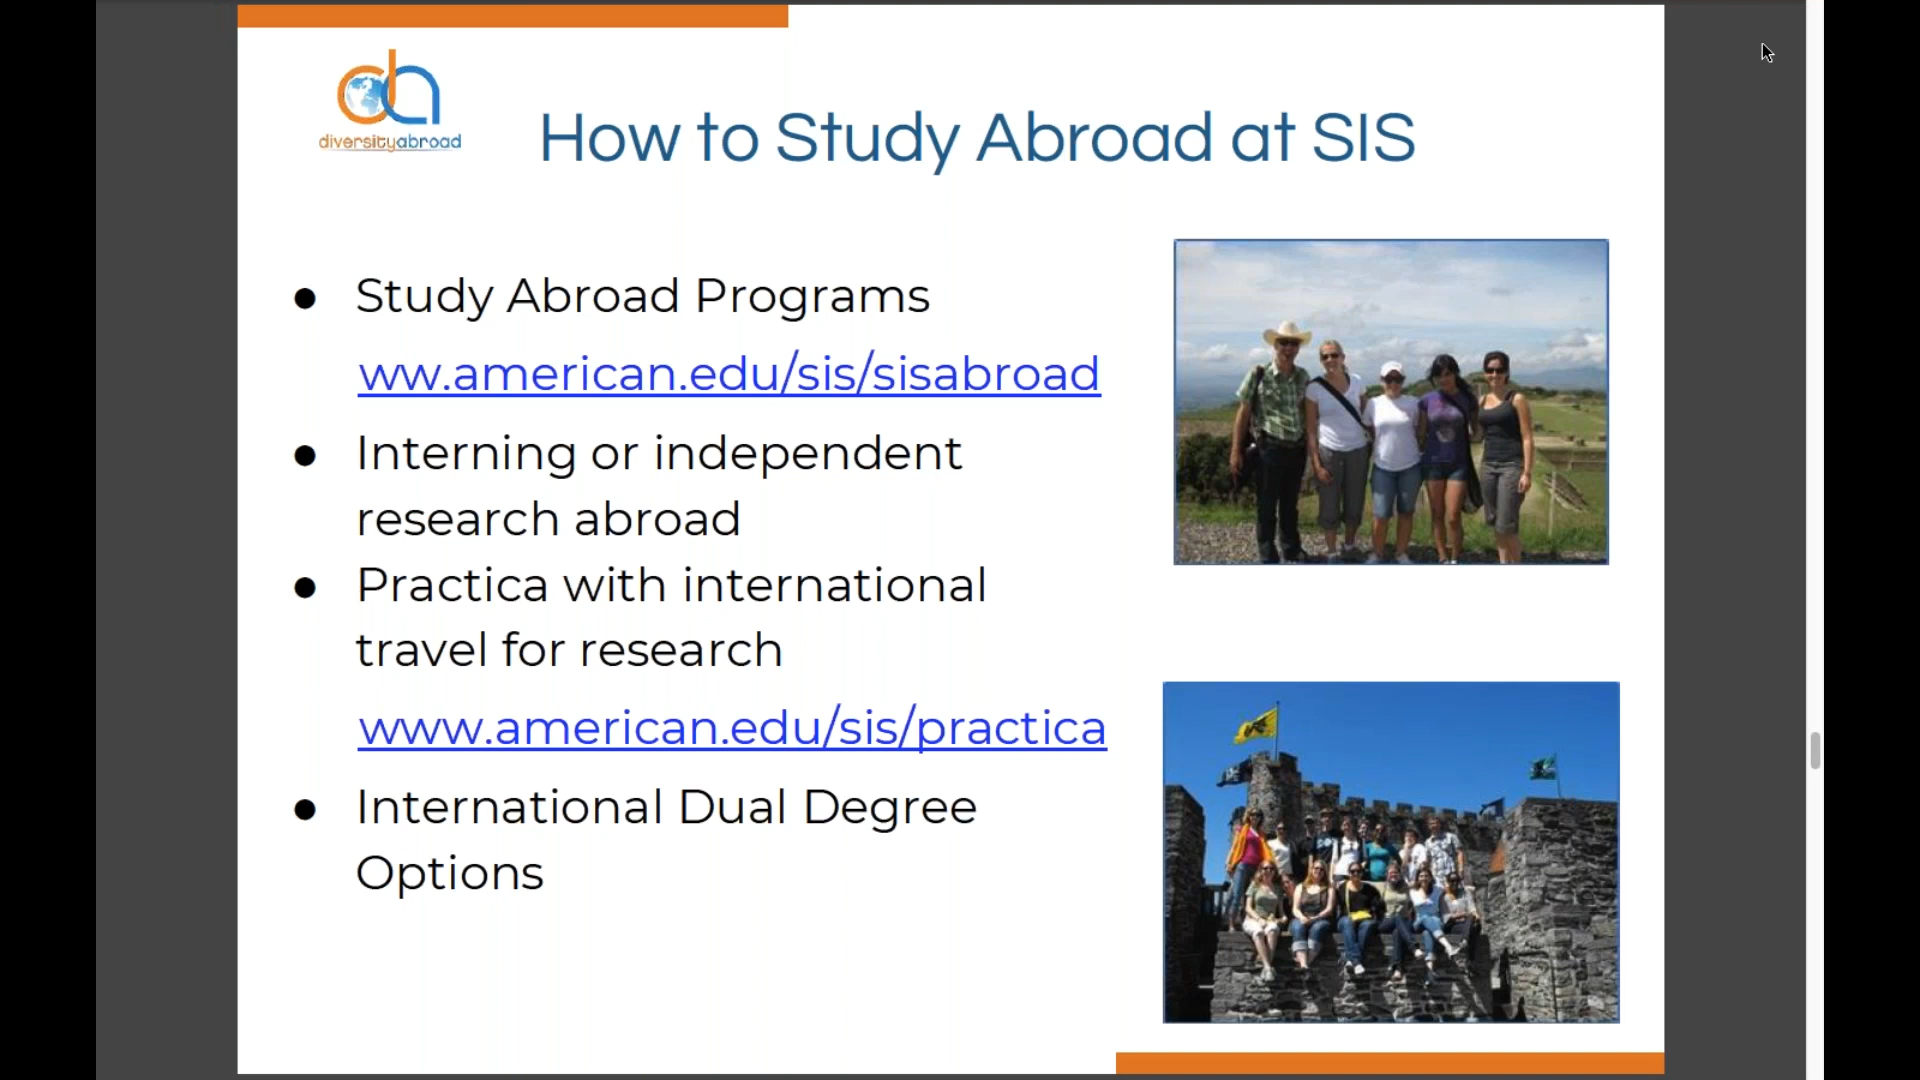 diversityabroad
How to Study Abroad at SIS
● Study Abroad Programs
ww.american.edu/sis/sisabroad
● Interning or independent
research abroad
● Practica with international
travel for research
www.american.edu/sis/practica
● International Dual Degree
Options